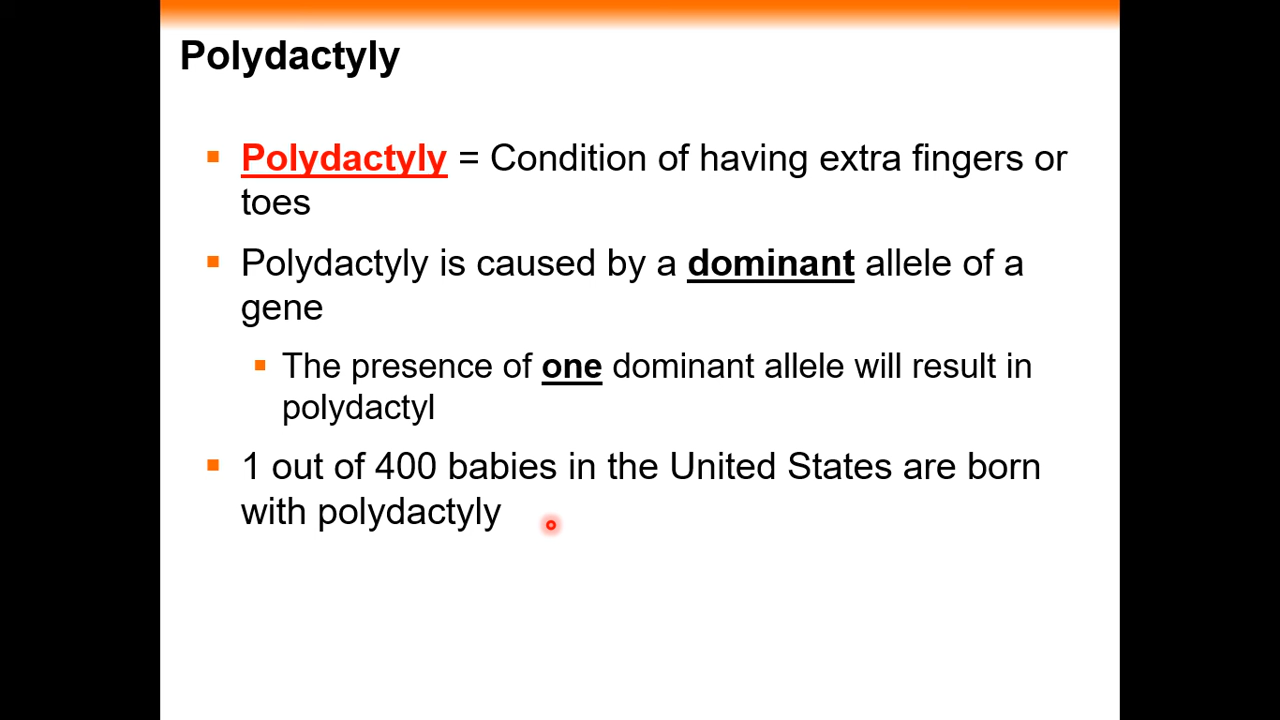 Polydactyly
▪ Polydactyly = Condition of having extra fingers or
toes
▪ Polydactyly is caused by a dominant allele of a
gene
▪ The presence of one dominant allele will result in
polydactyl
▪ 1 out of 400 babies in the United States are born
with polydactyly